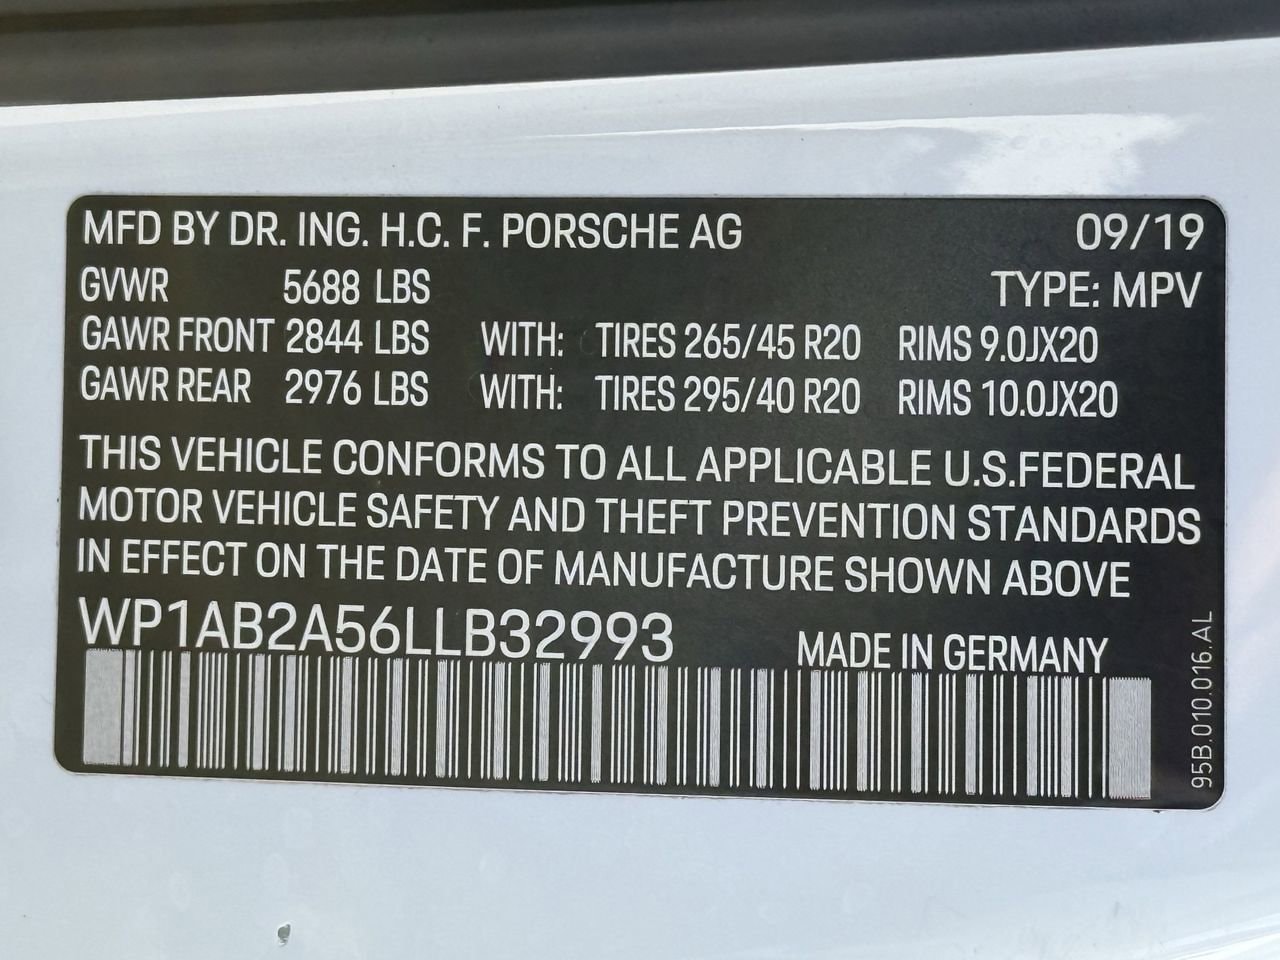 MFD BY DR. ING. H.C. F. PORSCHE AG 09/19
GVWR 5688 LBS TYPE: MPV
GAWR FRONT 2844 LBS WITH: TIRES 265/45 R20 RIMS 9.0JX20
GAWR REAR 2976 LBS WITH: TIRES 295/40 R20 RIMS 10.0JX20
THIS VEHICLE CONFORMS TO ALL APPLICABLE U.S.FEDERAL
MOTOR VEHICLE SAFETY AND THEFT PREVENTION STANDARDS
IN EFFECT ON THE DATE OF MANUFACTURE SHOWN ABOVE
WP1AB2A56LLB32993 MADE IN GERMANY
95B.010.016.AL